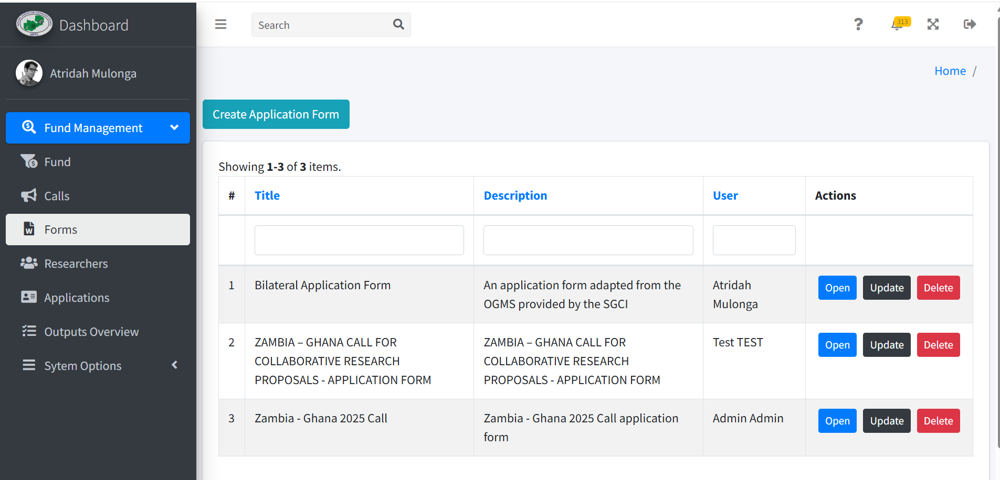 Dashboard
Search
313
Atridah Mulonga
Home /
Fund Management
Fund
Calls
Forms
Researchers
Applications
Outputs Overview
Sytem Options
Create Application Form
Showing 1-3 of 3 items.
# Title Description User Actions
1 Bilateral Application Form An application form adapted from the Atridah Open Update Delete
OGMS provided by the SGCI Mulonga
2 ZAMBIA – GHANA CALL FOR ZAMBIA – GHANA CALL FOR Test TEST Open Update Delete
COLLABORATIVE RESEARCH COLLABORATIVE RESEARCH
PROPOSALS - APPLICATION FORM PROPOSALS - APPLICATION FORM
3 Zambia - Ghana 2025 Call Zambia - Ghana 2025 Call application Admin Admin Open Update Delete
form